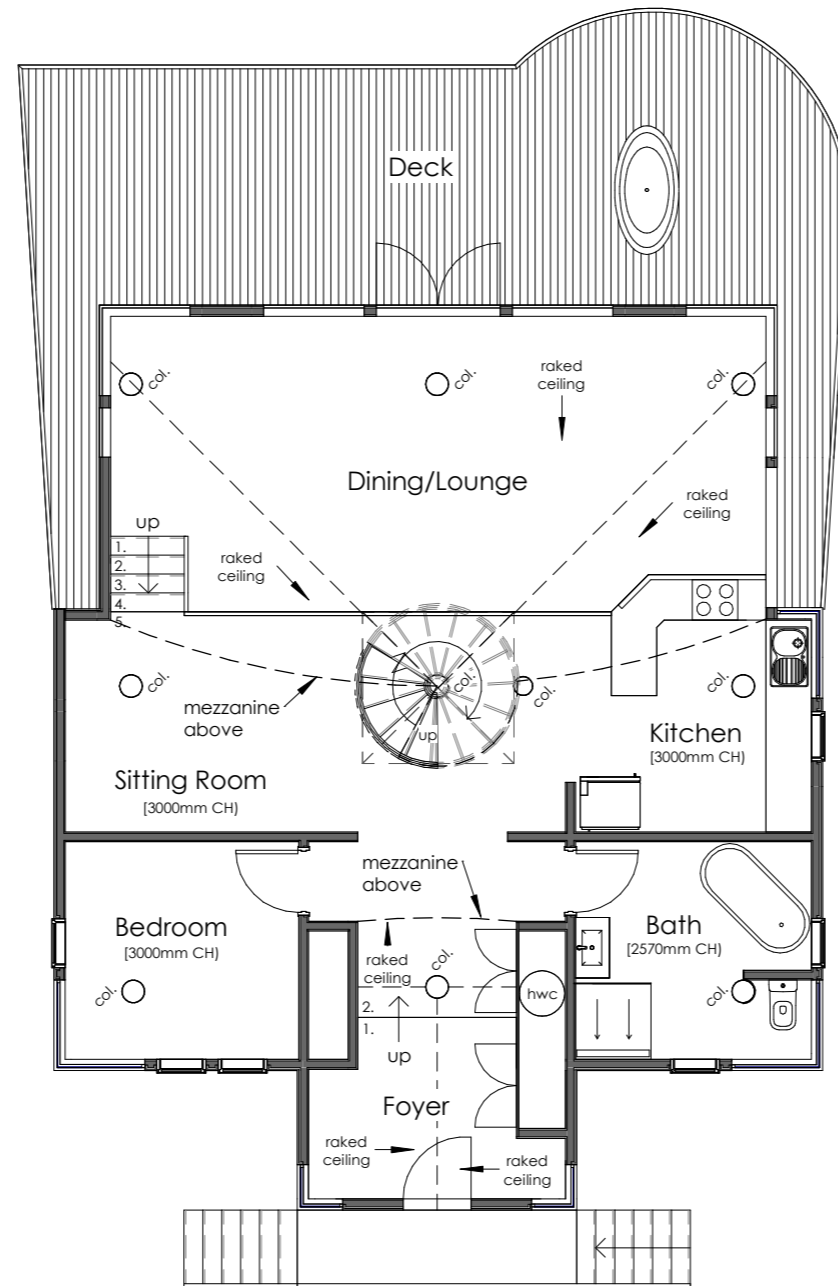 Deck
col.
col.
col.
raked
ceiling
Dining/Lounge
raked
ceiling
up
1.
2.
3.
4.
5.
raked
ceiling
col.
col.
col.
up
mezzanine
above
Kitchen
[3000mm CH]
Sitting Room
[3000mm CH]
mezzanine
above
Bedroom
[3000mm CH]
Bath
[2570mm CH]
raked
ceiling
col.
col.
hwc
col.
2.
1.
up
Foyer
raked
ceiling
raked
ceiling